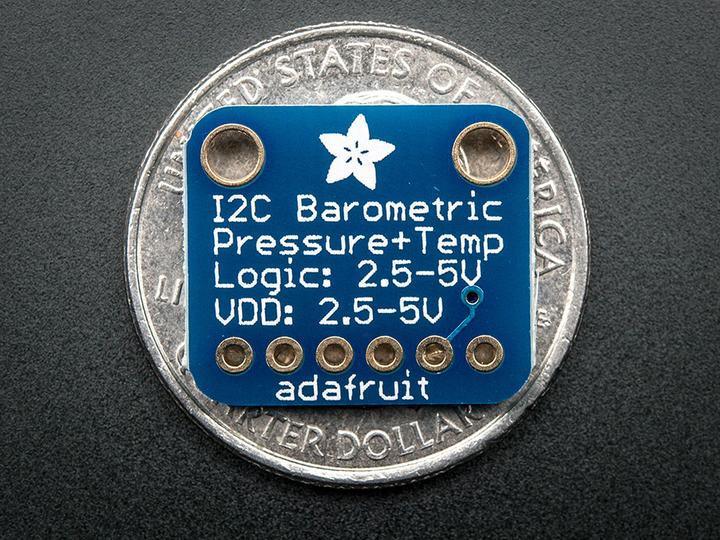 STATES OF
I2C Barometric
Pressure+Temp
Logic: 2.5-5V
VDD: 2.5-5V
adafruit
DOLLAR